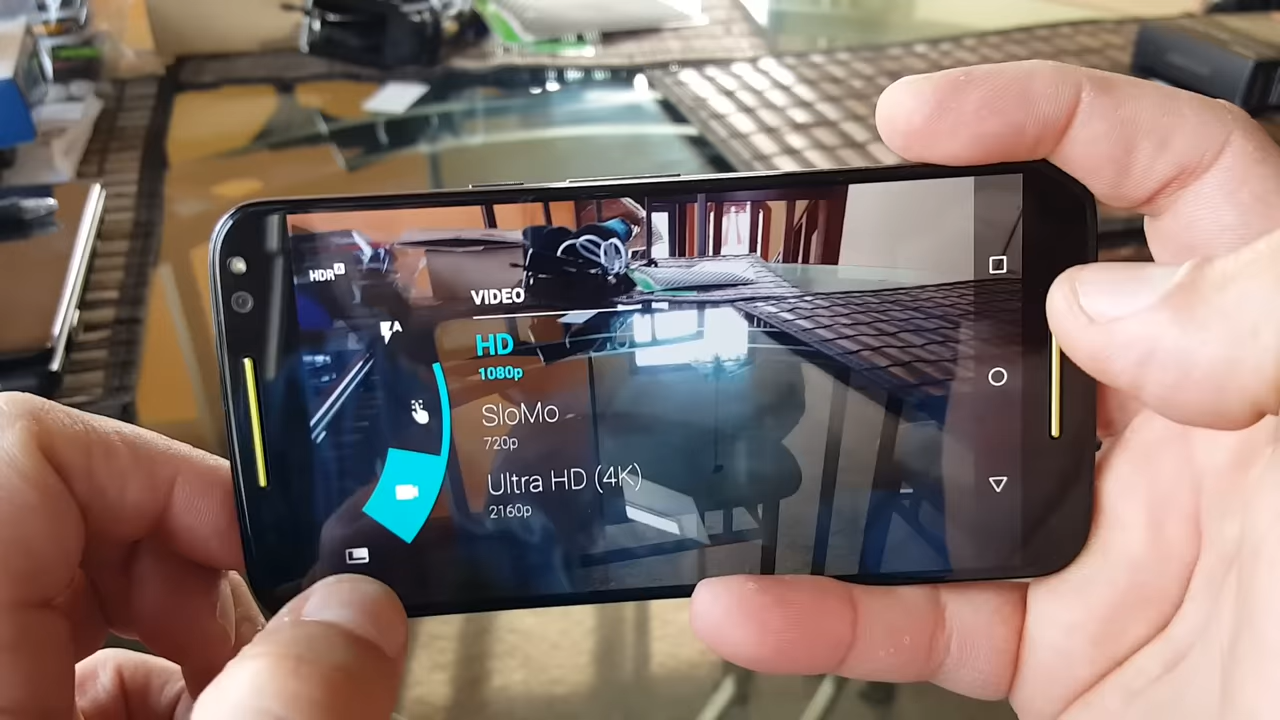 HDR A
A
VIDEO
HD
1080p
SloMo
720p
Ultra HD (4K)
2160p